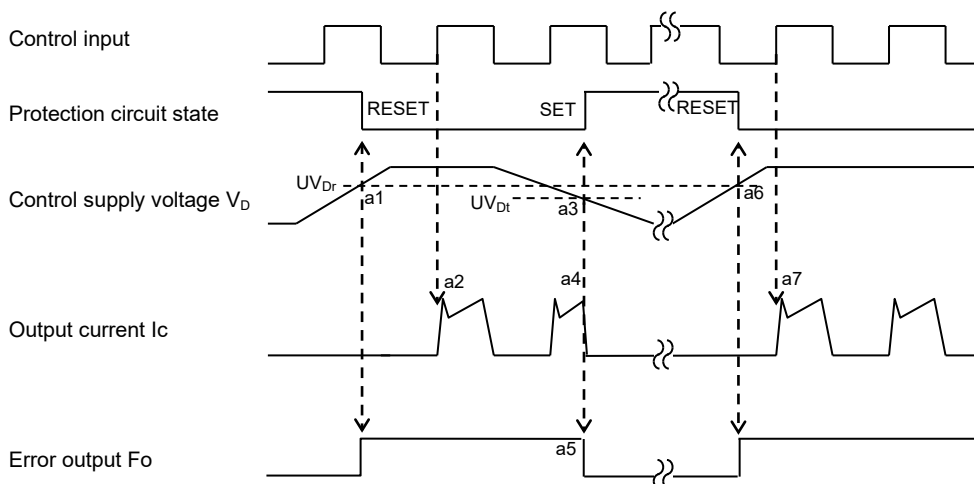 Control input
Protection circuit state
RESET
SET
RESET
Control supply voltage VD
UVDr
a1
UVDt
a3
a6
a2
a4
a7
Output current Ic
a5
Error output Fo